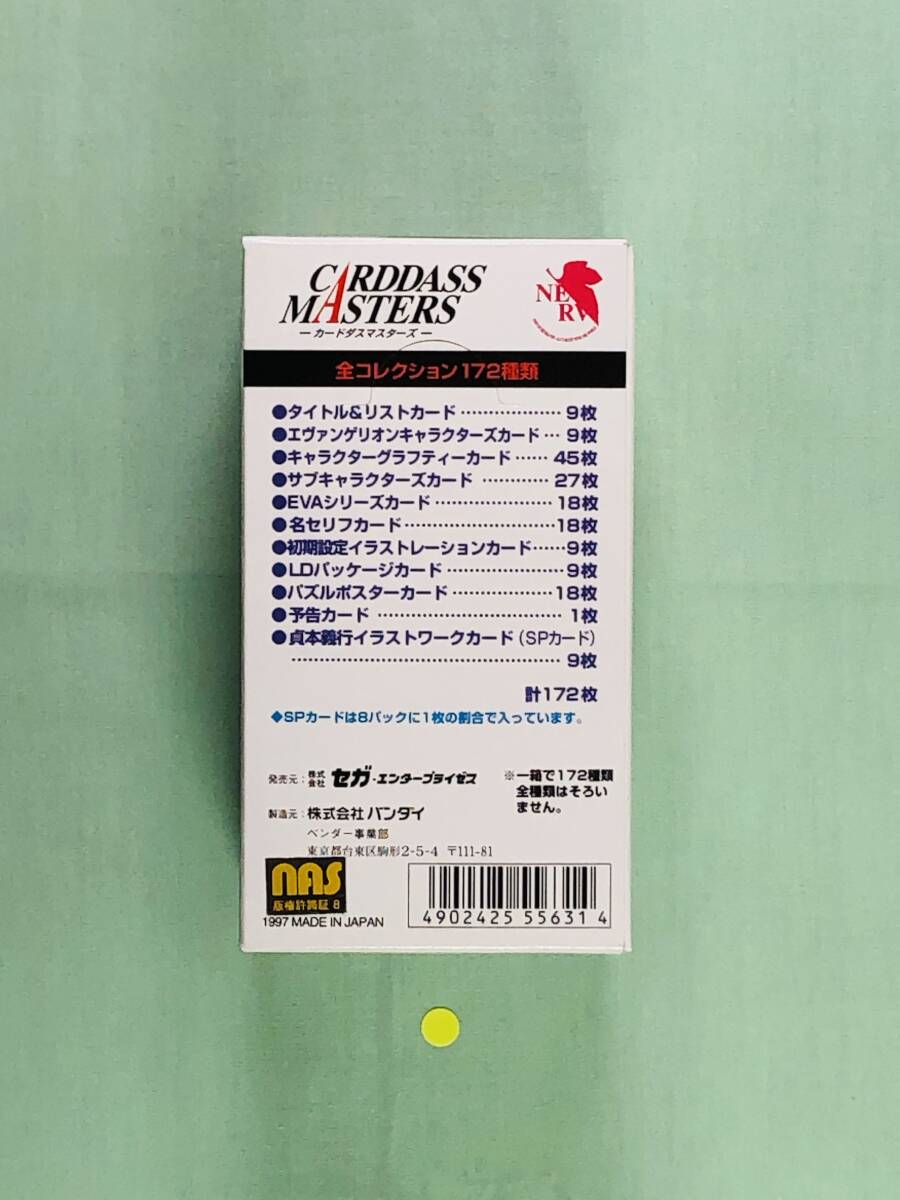 CARDDASS
MASTERS
— カードダスマスターズ —
NERV
全コレクション172種類
●タイトル&リストカード………………9枚
●エヴァンゲリオンキャラクターズカード…9枚
●キャラクターグラフティーカード……45枚
●サブキャラクターズカード…………27枚
●EVAシリーズカード…………………18枚
●名セリフカード………………………18枚
●初期設定イラストレーションカード……9枚
●LDパッケージカード…………………9枚
●パズルポスターカード………………18枚
●予告カード……………………………1枚
●貞本義行イラストワークカード(SPカード)
…………………………………………9枚
計172枚
◆SPカードは8パックに1枚の割合で入っています。
発売元:株式会社 セガ・エンタープライゼス
※一箱で172種類
全種類はそろい
ません。
製造元:株式会社 バンダイ
ベンダー事業部
東京都台東区駒形2-5-4 〒111-81
nas
版権許諾証 8
1997 MADE IN JAPAN
4902425 556314